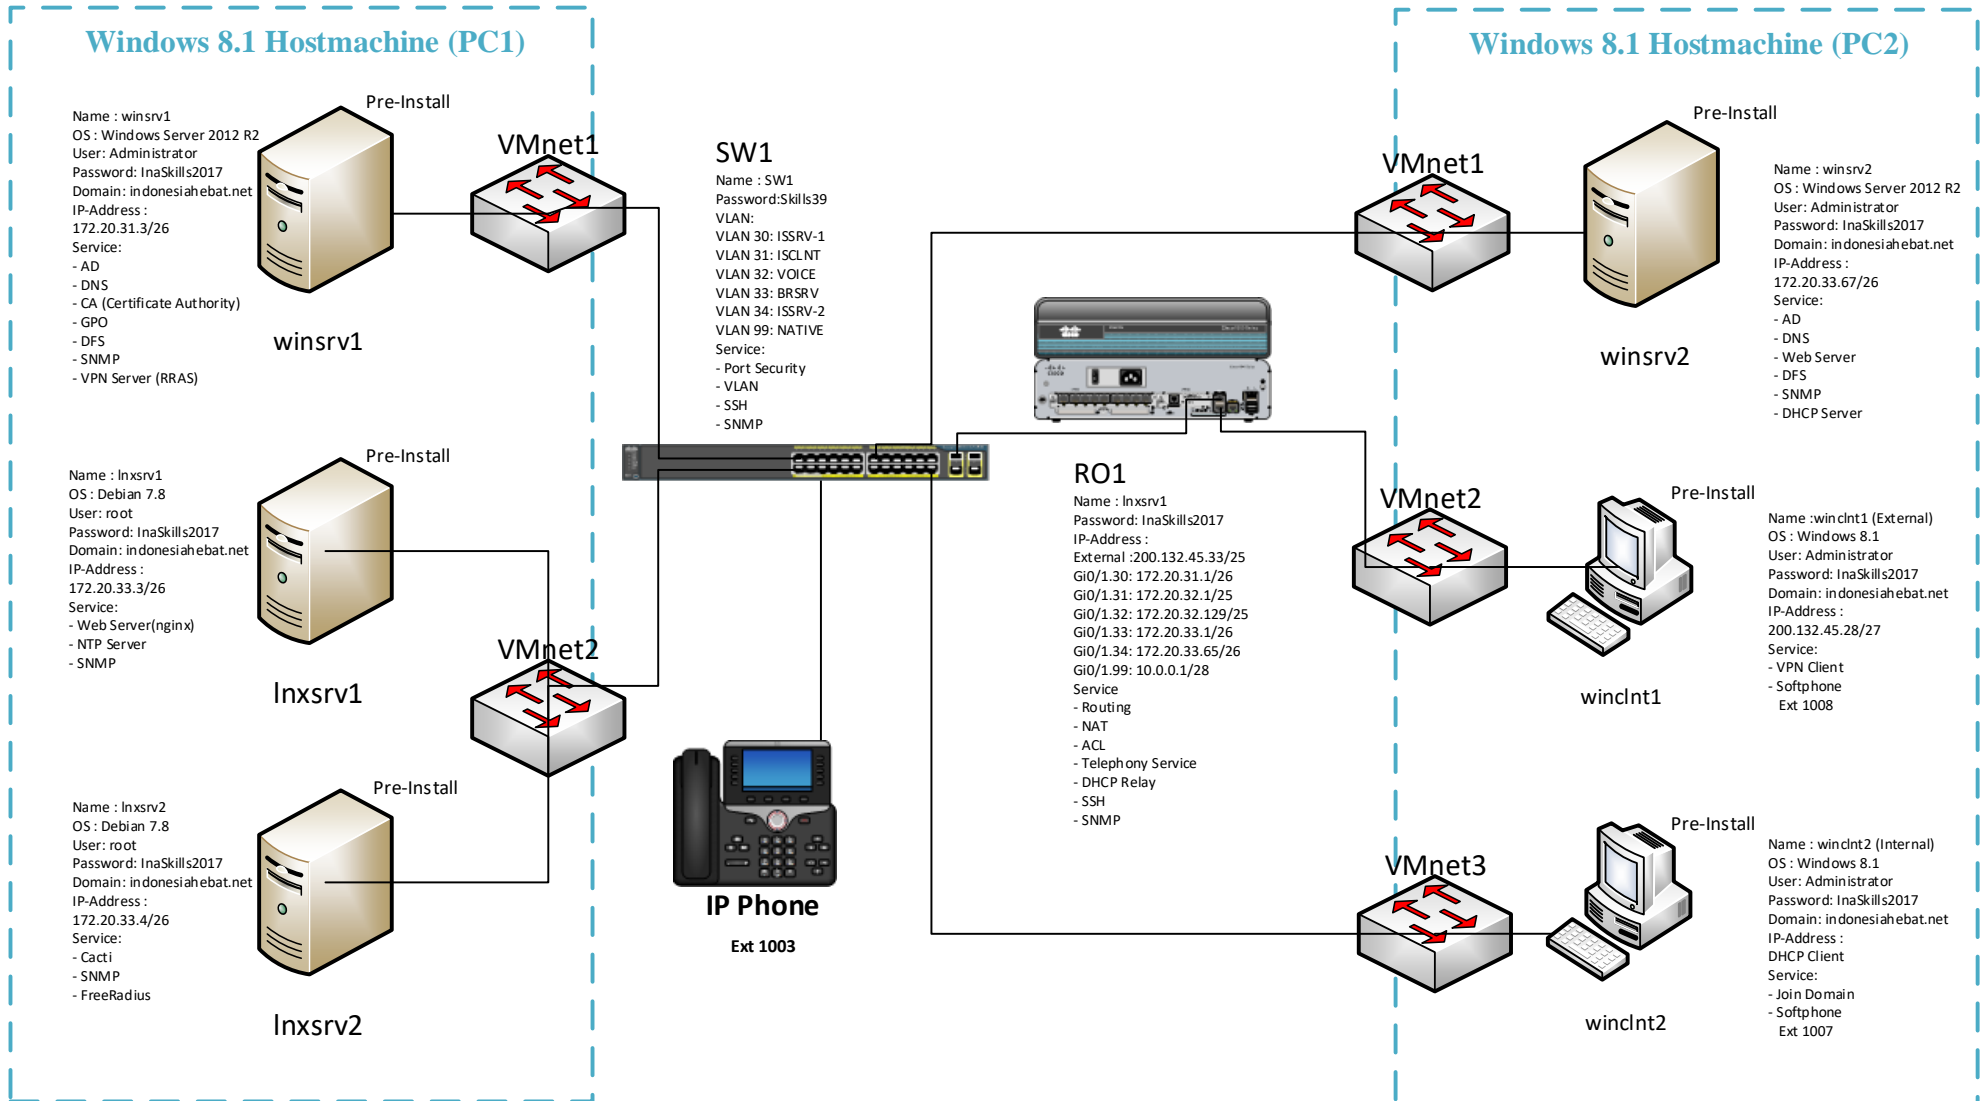 Windows 8.1 Hostmachine (PC1)
Pre-Install
Name : winsrv1
OS : Windows Server 2012 R2
User: Administrator
Password: InaSkills2017
Domain: indonesiahebat.net
IP-Address :
172.20.31.3/26
Service:
- AD
- DNS
- CA (Certificate Authority)
- GPO
- DFS
- SNMP
- VPN Server (RRAS)
winsrv1
VMnet1
Pre-Install
Name : lnxsrv1
OS : Debian 7.8
User: root
Password: InaSkills2017
Domain: indonesiahebat.net
IP-Address :
172.20.33.3/26
Service:
- Web Server(nginx)
- NTP Server
- SNMP
lnxsrv1
VMnet2
Pre-Install
Name : lnxsrv2
OS : Debian 7.8
User: root
Password: InaSkills2017
Domain: indonesiahebat.net
IP-Address :
172.20.33.4/26
Service:
- Cacti
- SNMP
- FreeRadius
lnxsrv2
SW1
Name : SW1
Password:Skills39
VLAN:
VLAN 30: ISSRV-1
VLAN 31: ISCLNT
VLAN 32: VOICE
VLAN 33: BRSRV
VLAN 34: ISSRV-2
VLAN 99: NATIVE
Service:
- Port Security
- VLAN
- SSH
- SNMP
IP Phone
Ext 1003
RO1
Name : lnxsrv1
Password: InaSkills2017
IP-Address :
External :200.132.45.33/25
Gi0/1.30: 172.20.31.1/26
Gi0/1.31: 172.20.32.1/25
Gi0/1.32: 172.20.32.129/25
Gi0/1.33: 172.20.33.1/26
Gi0/1.34: 172.20.33.65/26
Gi0/1.99: 10.0.0.1/28
Service
- Routing
- NAT
- ACL
- Telephony Service
- DHCP Relay
- SSH
- SNMP
Windows 8.1 Hostmachine (PC2)
VMnet1
Pre-Install
Name : winsrv2
OS : Windows Server 2012 R2
User: Administrator
Password: InaSkills2017
Domain: indonesiahebat.net
IP-Address :
172.20.33.67/26
Service:
- AD
- DNS
- Web Server
- DFS
- SNMP
- DHCP Server
winsrv2
VMnet2
Pre-Install
Name :winclnt1 (External)
OS : Windows 8.1
User: Administrator
Password: InaSkills2017
Domain: indonesiahebat.net
IP-Address :
200.132.45.28/27
Service:
- VPN Client
- Softphone
Ext 1008
winclnt1
VMnet3
Pre-Install
Name : winclnt2 (Internal)
OS : Windows 8.1
User: Administrator
Password: InaSkills2017
Domain: indonesiahebat.net
IP-Address :
DHCP Client
Service:
- Join Domain
- Softphone
Ext 1007
winclnt2